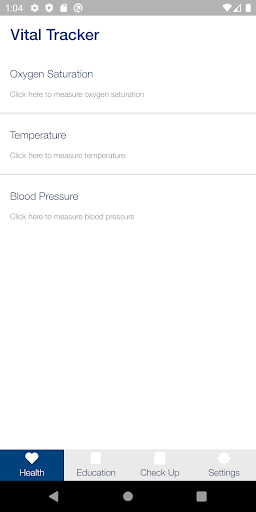 1:04
Vital Tracker
Oxygen Saturation
Click here to measure oxygen saturation
Temperature
Click here to measure temperature
Blood Pressure
Click here to measure blood pressure
Health Education Check Up Settings